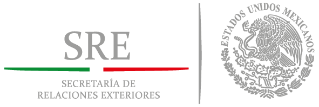 SRE
SECRETARÍA DE
RELACIONES EXTERIORES
ESTADOS UNIDOS MEXICANOS